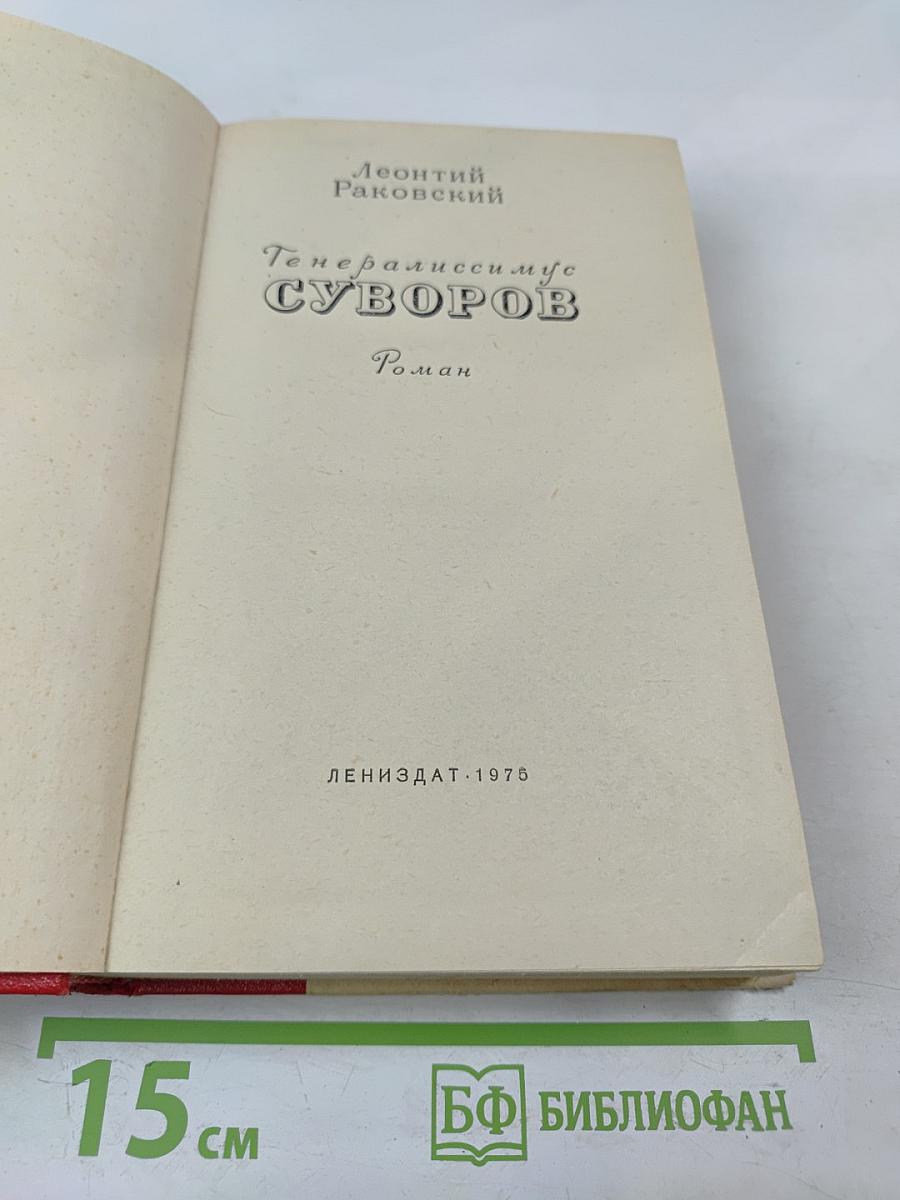 Леонтий
Раковский
Генералиссимус
СУВОРОВ
Роман
ЛЕНИЗДАТ·1975
15 см
БФ БИБЛИОФАН